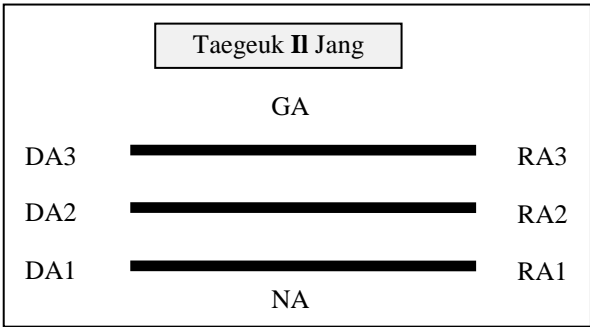 Taegeuk Il Jang
GA
DA3 RA3
DA2 RA2
DA1 RA1
NA